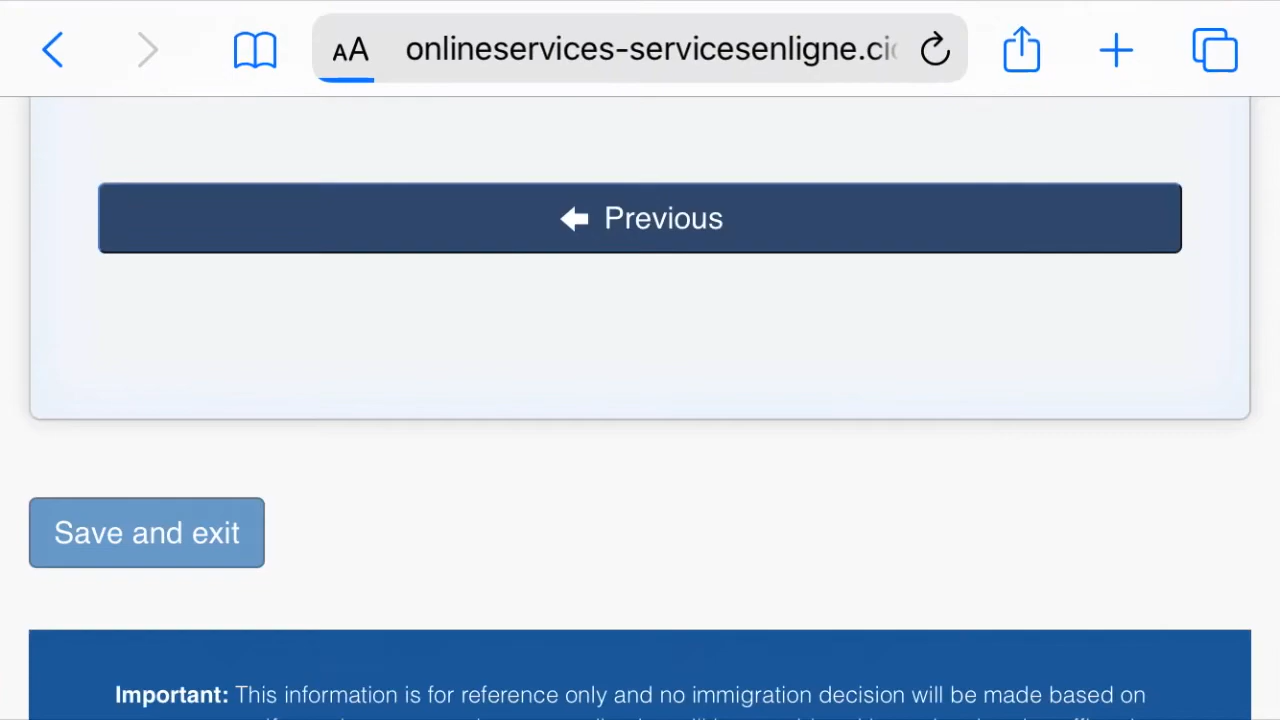 AA onlineservices-servicesenligne.ci
Previous
Save and exit
Important: This information is for reference only and no immigration decision will be made based on